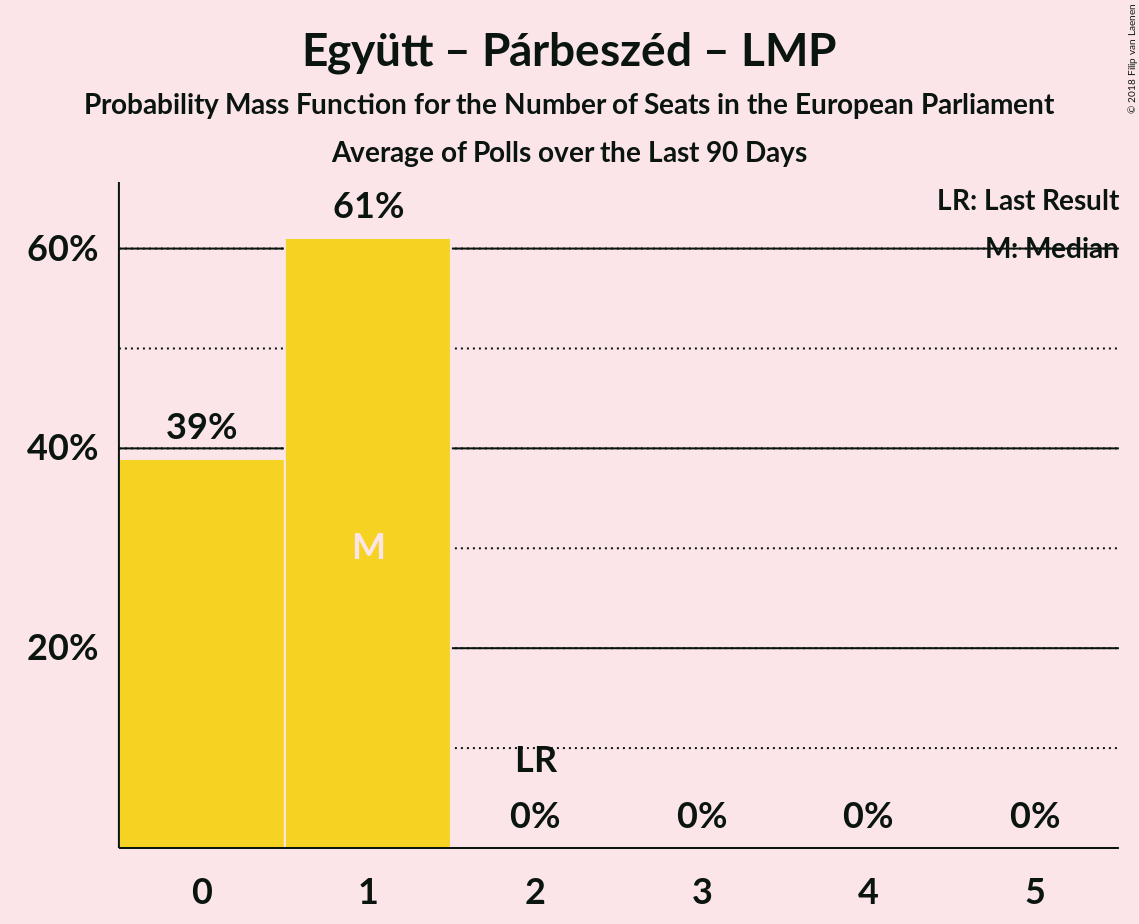 Együtt – Párbeszéd – LMP
Probability Mass Function for the Number of Seats in the European Parliament
Average of Polls over the Last 90 Days
© 2018 Filip van Laenen
LR: Last Result
M: Median
61%
60%
39%
40%
M
20%
LR
0%
0%
0%
0%
0 1 2 3 4 5